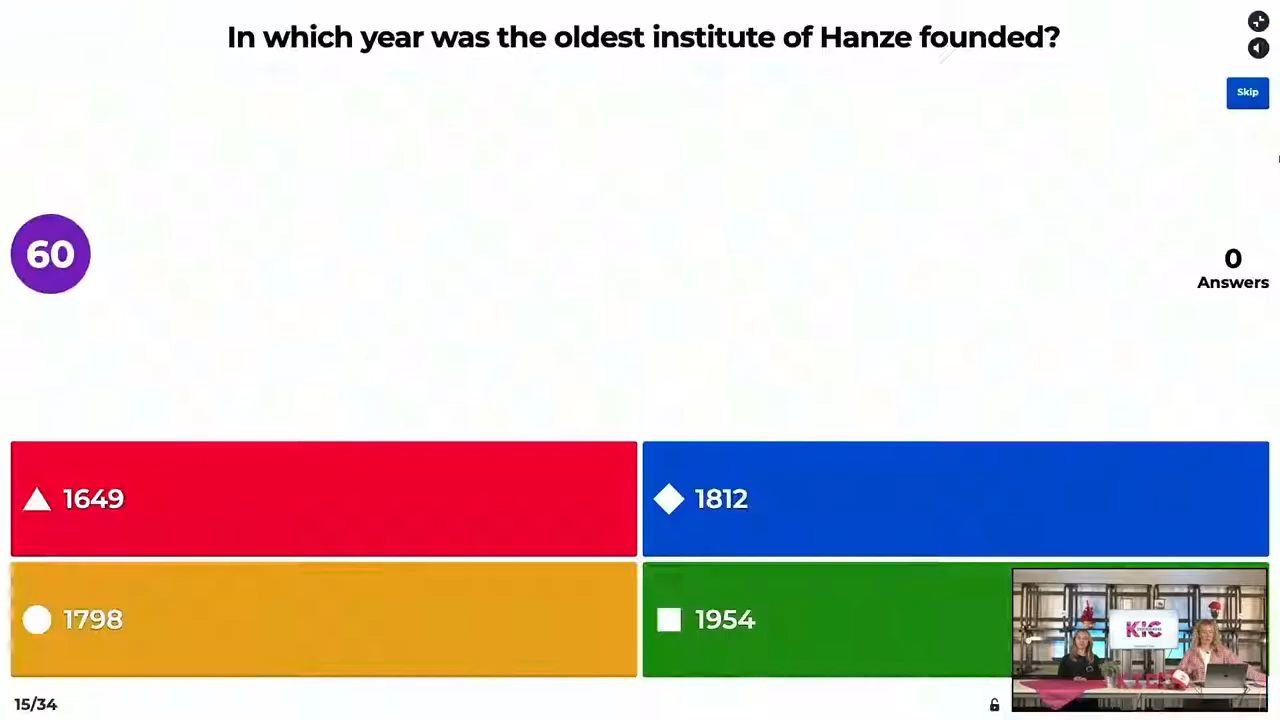 In which year was the oldest institute of Hanze founded?
Skip
60
0
Answers
1649
1812
1798
1954
KIC
15/34